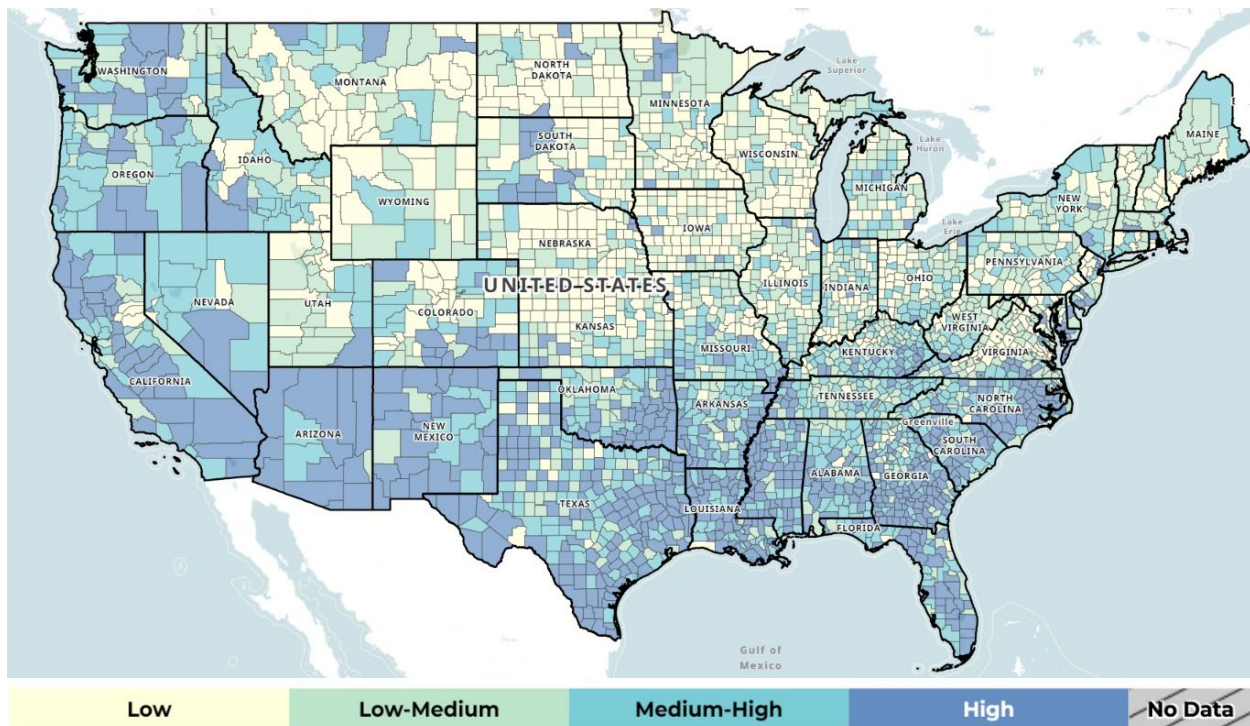 WASHINGTON
MONTANA
NORTH
DAKOTA
MINNESOTA
Lake
Superior
MAINE
E
OREGON
IDAHO
SOUTH
DAKOTA
WISCONSIN
Lake
Huron
MICHIGAN
WYOMING
NEW
YORK
Lake
Erie
IOWA
NEBRASKA
PENNSYLVANIA
OHIO
ILLINOIS
INDIANA
UNITED STATES
NEVADA
UTAH
COLORADO
KANSAS
MISSOURI
WEST
VIRGINIA
VIRGINIA
KENTUCKY
CALIFORNIA
OKLAHOMA
ARKANSAS
TENNESSEE
NORTH
CAROLINA
Greenville
ARIZONA
NEW
MEXICO
SOUTH
CAROLINA
ALABAMA
GEORGIA
TEXAS
LOUISIANA
FLORIDA
Gulf of
Mexico
Low
Low-Medium
Medium-High
High
No Data